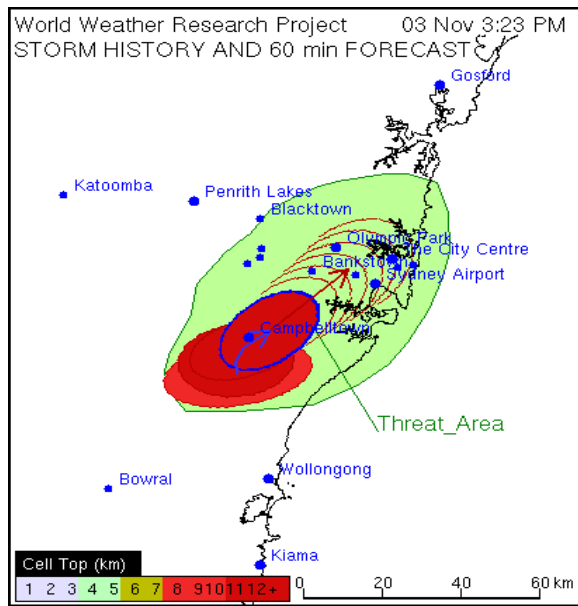 World Weather Research Project 03 Nov 3:23 PM
STORM HISTORY AND 60 min FORECAST
Gosford
Katoomba
Penrith Lakes
Blacktown
Olympic Park
The City Centre
Bankstown
Sydney Airport
Campbelltown
Threat_Area
Wollongong
Bowral
Kiama
Cell Top (km)
1 2 3 4 5 6 7 8 9 10 11 12+
0 20 40 60 km